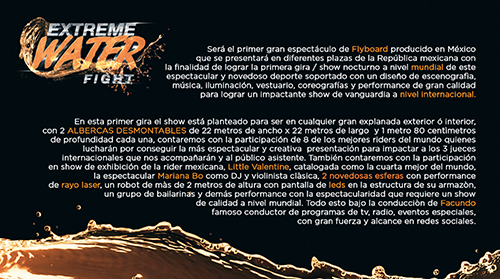 EXTREME
WATER
FIGHT
Será el primer gran espectáculo de Flyboard producido en México
que se presentará en diferentes plazas de la República mexicana con
la finalidad de lograr la primera gira / show nocturno a nivel mundial de este
espectacular y novedoso deporte soportado con un diseño de escenografía,
música, iluminación, vestuario, coreografías y performance de gran calidad
para lograr un impactante show de vanguardia a nivel internacional.
En esta primer gira el show está planteado para ser en cualquier gran explanada exterior ó interior,
con 2 ALBERCAS DESMONTABLES de 22 metros de ancho x 22 metros de largo y 1 metro 80 centímetros
de profundidad cada una, contaremos con la participación de 8 de los mejores riders del mundo quienes
lucharán por conseguir la más espectacular y creativa presentación para impactar a los 3 jueces
internacionales que nos acompañarán y al público asistente. También contaremos con la participación
en show de exhibición de la rider mexicana, Little Valentine, catalogada como la cuarta mejor del mundo,
la espectacular Mariana Bo como DJ y violinista clásica, 2 novedosas esferas con performance
de rayo laser, un robot de màs de 2 metros de altura con pantalla de leds en la estructura de su armazòn,
un grupo de bailarinas y demás performance con la espectacularidad que requiere un show
de calidad a nivel mundial. Todo esto bajo la conducciòn de Facundo
famoso conductor de programas de tv, radio, eventos especiales,
con gran fuerza y alcance en redes sociales.